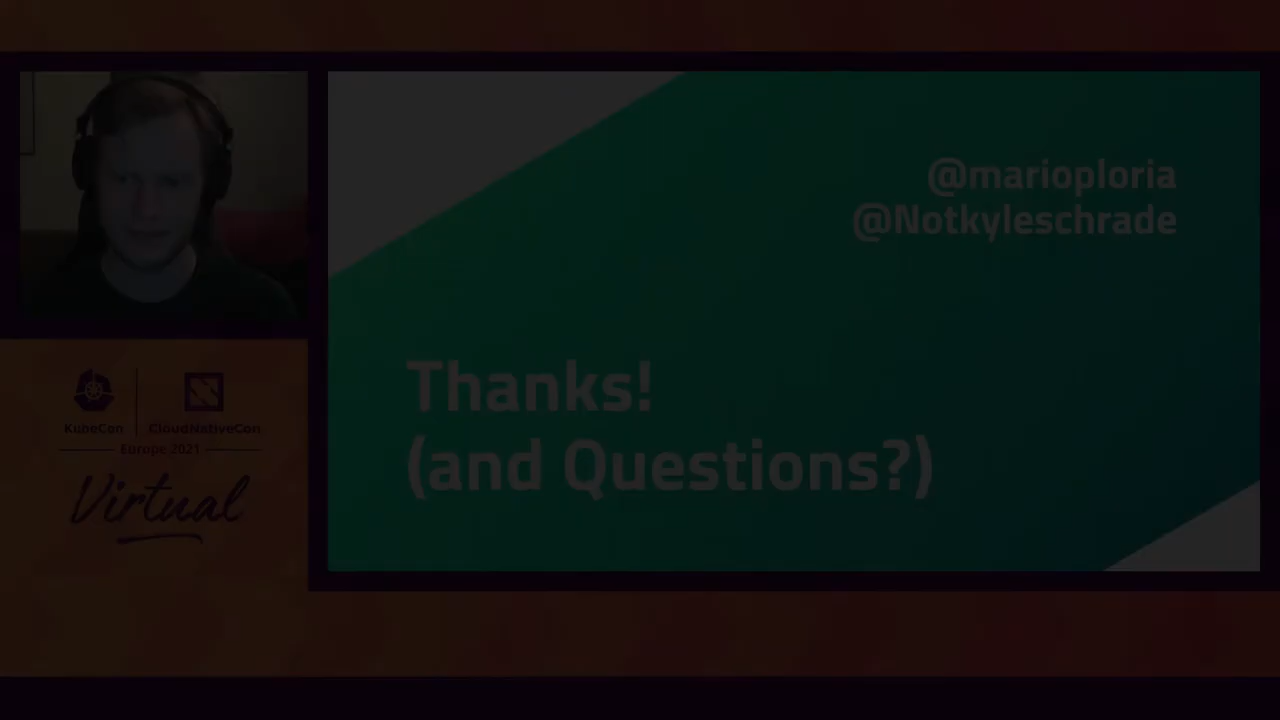 @marioploria
@Notkyleschrade
Thanks!
(and Questions?)
KubeCon
CloudNativeCon
Europe 2021
Virtual